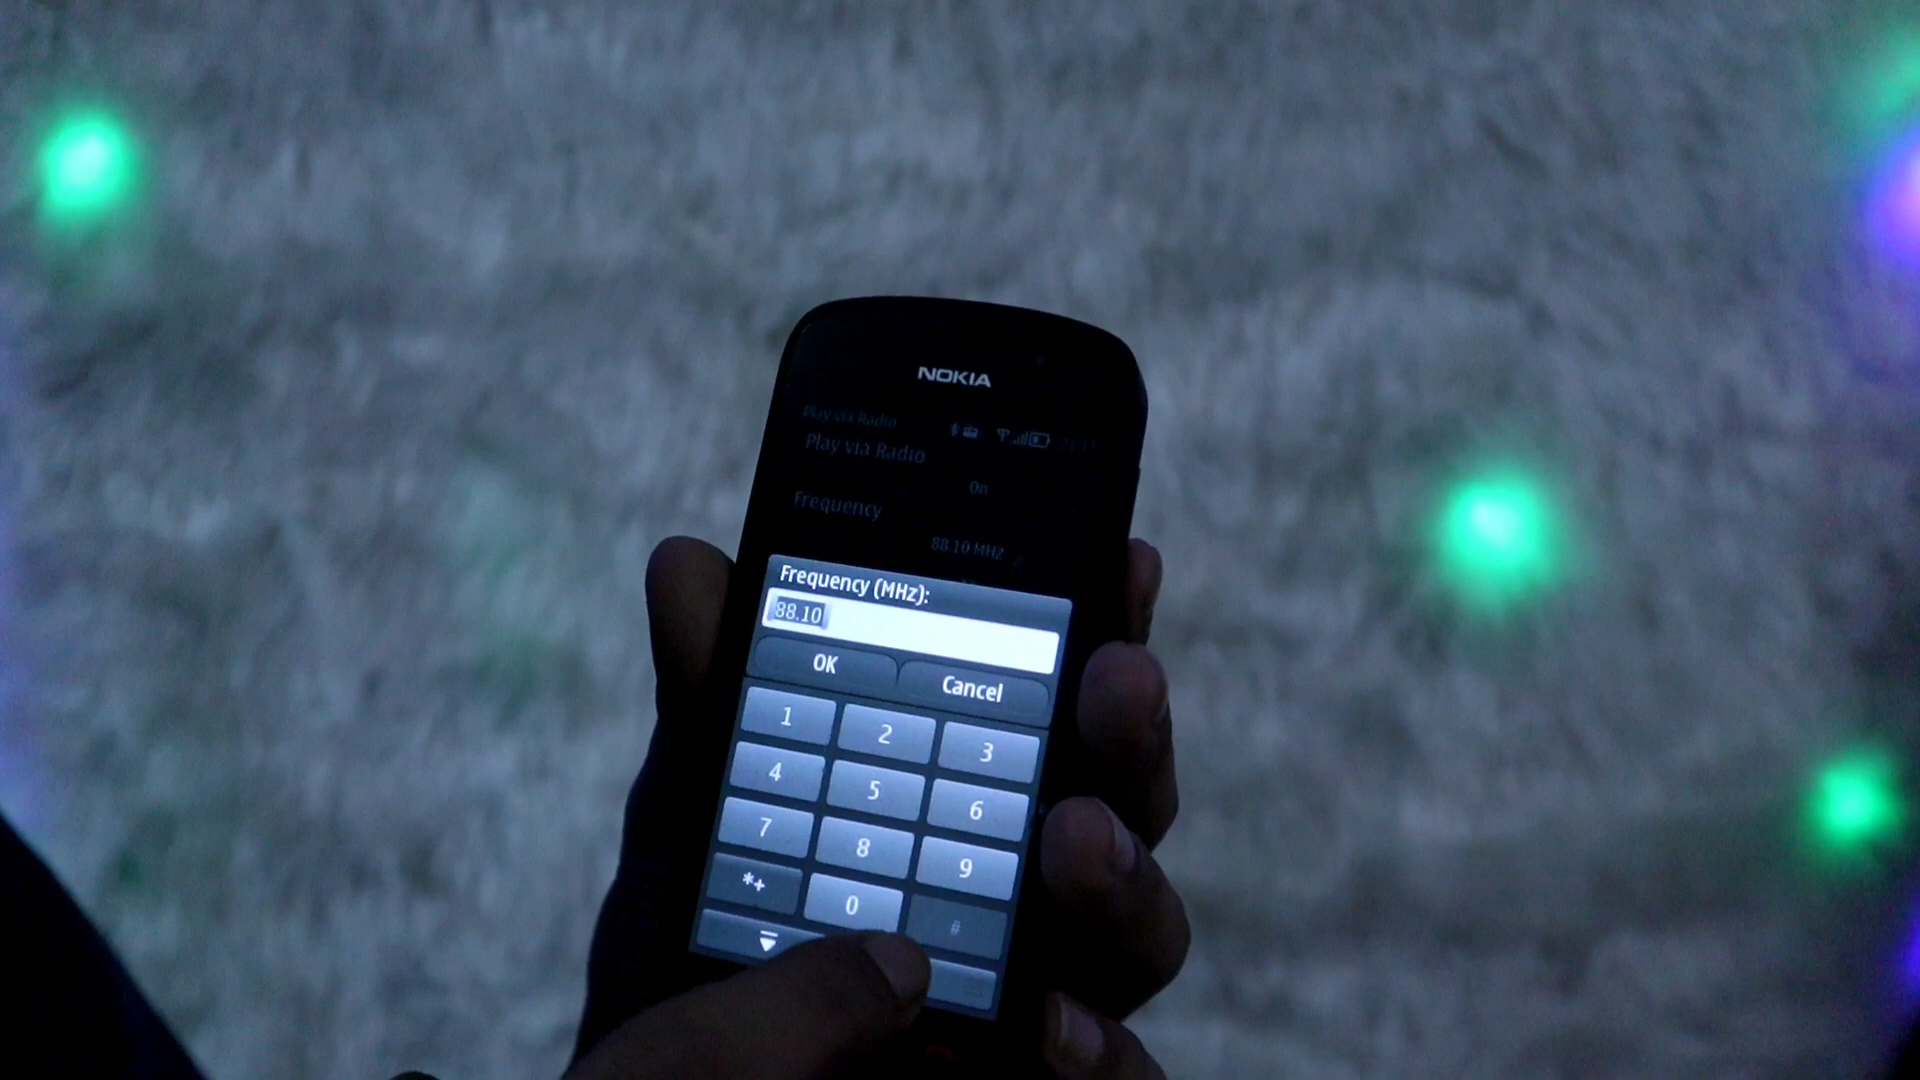 NOKIA
Play via Radio
Play via Radio
On
Frequency
88.10 MHz
Frequency (MHz):
88.10
OK Cancel
1 2 3
4 5 6
7 8 9
*+ 0 #